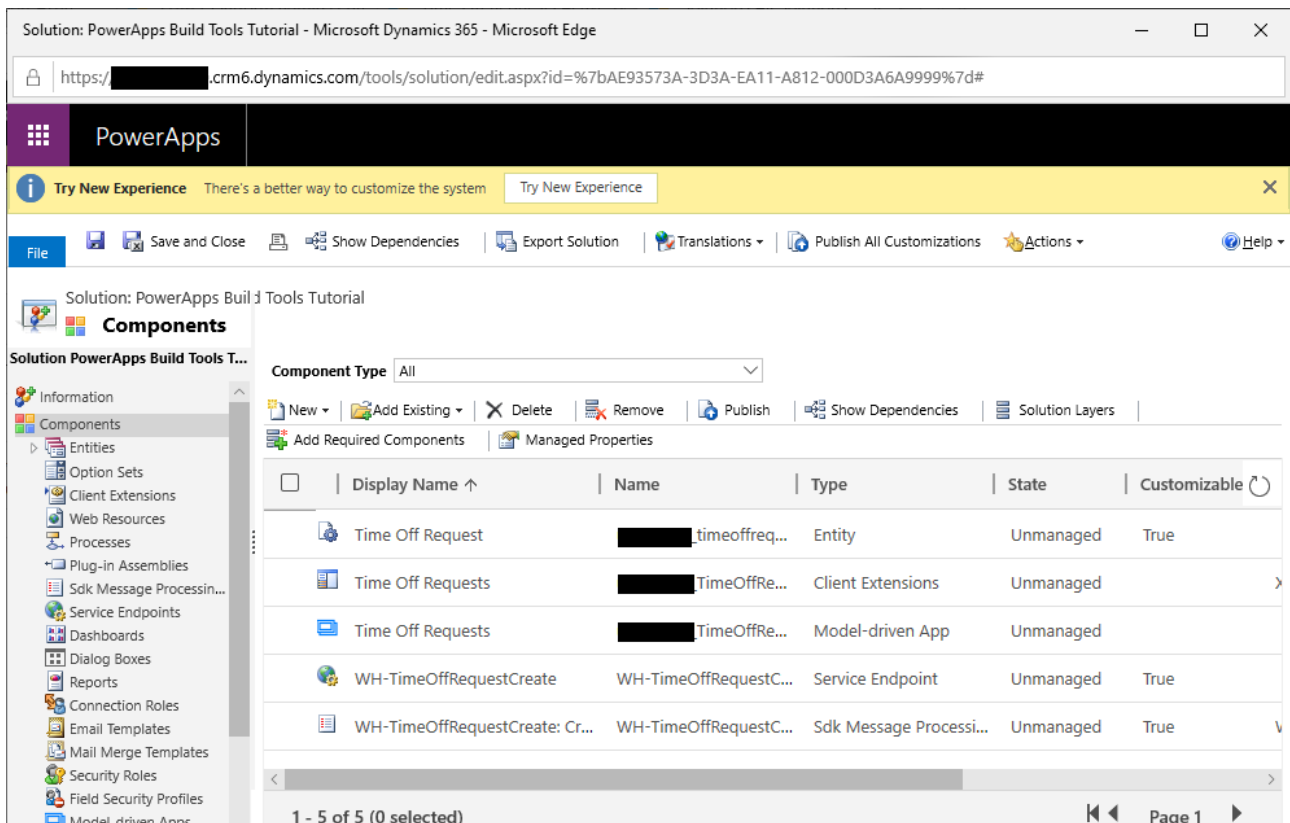 Solution: PowerApps Build Tools Tutorial - Microsoft Dynamics 365 - Microsoft Edge
https:/ .crm6.dynamics.com/tools/solution/edit.aspx?id=%7bAE93573A-3D3A-EA11-A812-000D3A6A9999%7d#
PowerApps
Try New Experience There's a better way to customize the system Try New Experience
File Save and Close Show Dependencies Export Solution Translations Publish All Customizations Actions Help
Solution: PowerApps Build Tools Tutorial
Components
Solution PowerApps Build Tools T...
Information
Components
Entities
Option Sets
Client Extensions
Web Resources
Processes
Plug-in Assemblies
Sdk Message Processin...
Service Endpoints
Dashboards
Dialog Boxes
Reports
Connection Roles
Email Templates
Mail Merge Templates
Security Roles
Field Security Profiles
Model-driven Apps
Component Type All
New Add Existing Delete Remove Publish Show Dependencies Solution Layers
Add Required Components Managed Properties
Display Name ↑ Name Type State Customizable
Time Off Request _timeoffreq... Entity Unmanaged True
Time Off Requests _TimeOffRe... Client Extensions Unmanaged
Time Off Requests _TimeOffRe... Model-driven App Unmanaged
WH-TimeOffRequestCreate WH-TimeOffRequestC... Service Endpoint Unmanaged True
WH-TimeOffRequestCreate: Cr... WH-TimeOffRequestC... Sdk Message Processi... Unmanaged True
1 - 5 of 5 (0 selected) Page 1